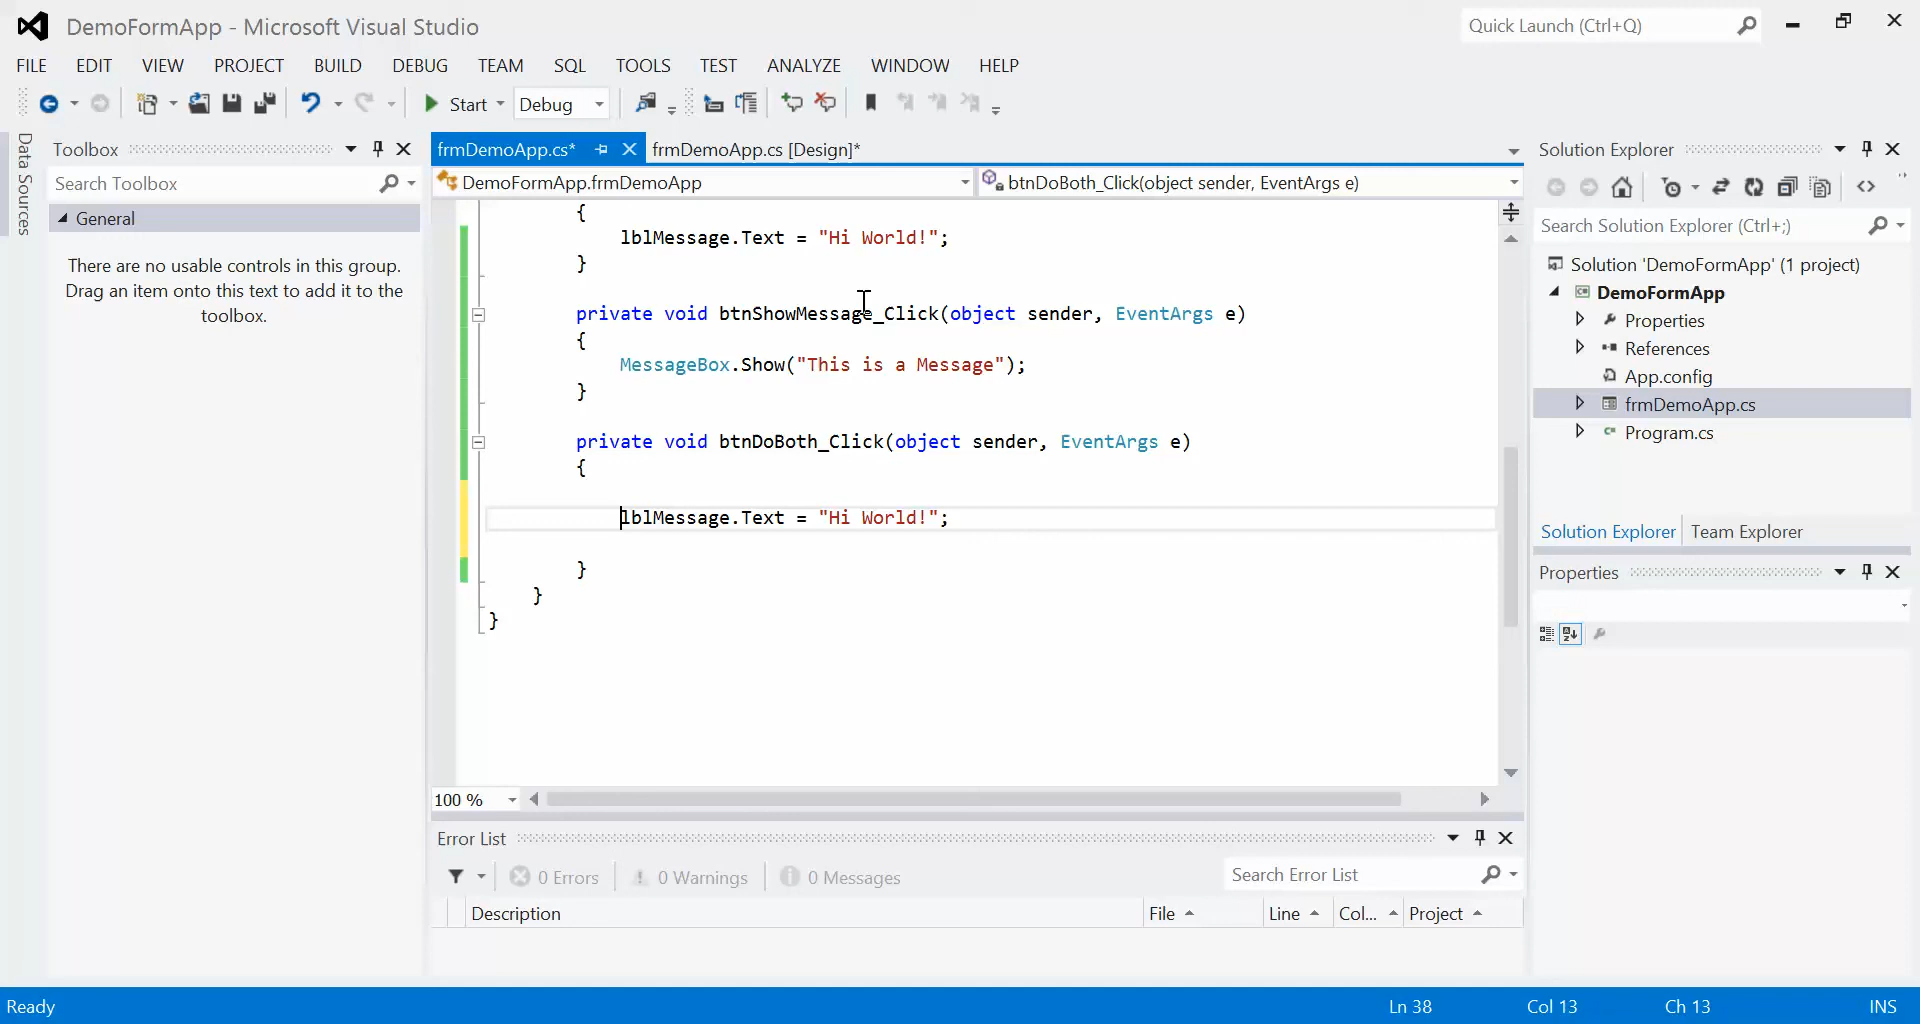 DemoFormApp - Microsoft Visual Studio
Quick Launch (Ctrl+Q)
FILE EDIT VIEW PROJECT BUILD DEBUG TEAM SQL TOOLS TEST ANALYZE WINDOW HELP
Start Debug
Data Sources
Toolbox
Search Toolbox
General
There are no usable controls in this group.
Drag an item onto this text to add it to the
toolbox.
frmDemoApp.cs* frmDemoApp.cs [Design]*
DemoFormApp.frmDemoApp btnDoBoth_Click(object sender, EventArgs e)
{
lblMessage.Text = "Hi World!";
}
private void btnShowMessage_Click(object sender, EventArgs e)
{
MessageBox.Show("This is a Message");
}
private void btnDoBoth_Click(object sender, EventArgs e)
{
lblMessage.Text = "Hi World!";
}
}
}
100 %
Error List
0 Errors 0 Warnings 0 Messages
Search Error List
Description File Line Col... Project
Solution Explorer
Search Solution Explorer (Ctrl+;)
Solution 'DemoFormApp' (1 project)
DemoFormApp
Properties
References
App.config
frmDemoApp.cs
Program.cs
Solution Explorer Team Explorer
Properties
Ready Ln 38 Col 13 Ch 13 INS